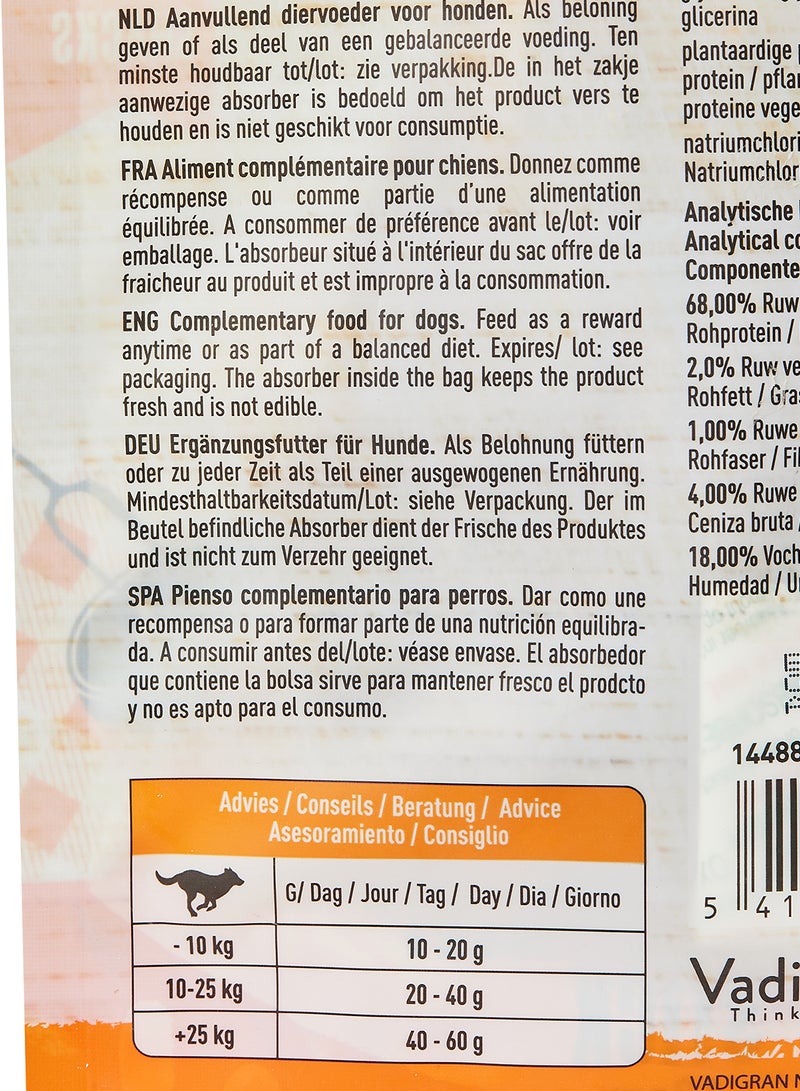 NLD Aanvullend diervoeder voor honden. Als beloning
geven of als deel van een gebalanceerde voeding. Ten
minste houdbaar tot/lot: zie verpakking.De in het zakje
aanwezige absorber is bedoeld om het product vers te
houden en is niet geschikt voor consumptie.
FRA Aliment complémentaire pour chiens. Donnez comme
récompense ou comme partie d'une alimentation
équilibrée. A consommer de préférence avant le/lot: voir
emballage. L'absorbeur situé à l'intérieur du sac offre de la
fraicheur au produit et est impropre à la consommation.
ENG Complementary food for dogs. Feed as a reward
anytime or as part of a balanced diet. Expires/ lot: see
packaging. The absorber inside the bag keeps the product
fresh and is not edible.
DEU Ergänzungsfutter für Hunde. Als Belohnung füttern
oder zu jeder Zeit als Teil einer ausgewogenen Ernährung.
Mindesthaltbarkeitsdatum/Lot: siehe Verpackung. Der im
Beutel befindliche Absorber dient der Frische des Produktes
und ist nicht zum Verzehr geeignet.
SPA Pienso complementario para perros. Dar como une
recompensa o para formar parte de una nutrición equilibra-
da. A consumir antes del/lote: véase envase. El absorbedor
que contiene la bolsa sirve para mantener fresco el prodcto
y no es apto para el consumo.
Advies / Conseils / Beratung / Advice
Asesoramiento / Consiglio
G/ Dag / Jour / Tag / Day / Dia / Giorno
- 10 kg 10 - 20 g
10-25 kg 20 - 40 g
+25 kg 40 - 60 g
glicerina
plantaardige
protein / pflan
proteine vege
natriumchlori
Natriumchlor
Analytische
Analytical co
Componente
68,00% Ruw
Rohprotein /
2,0% Ruw ve
Rohfett / Gras
1,00% Ruwe
Rohfaser / Fil
4,00% Ruwe
Ceniza bruta /
18,00% Voch
Humedad / U
14488
5 41
Vadi
Think
VADIGRAN N